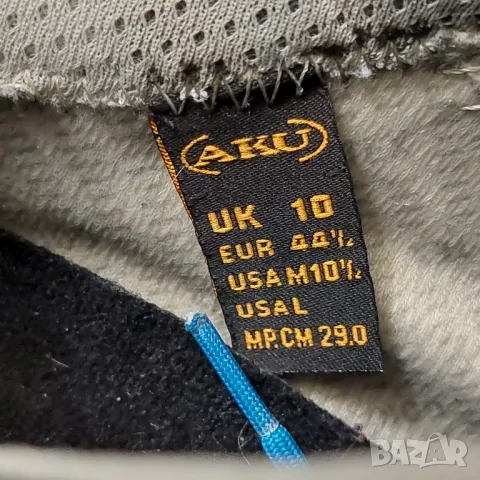 AKU
UK 10
EUR 44½
USA M10½
USA L
MP.CM 29.0
BAZAR